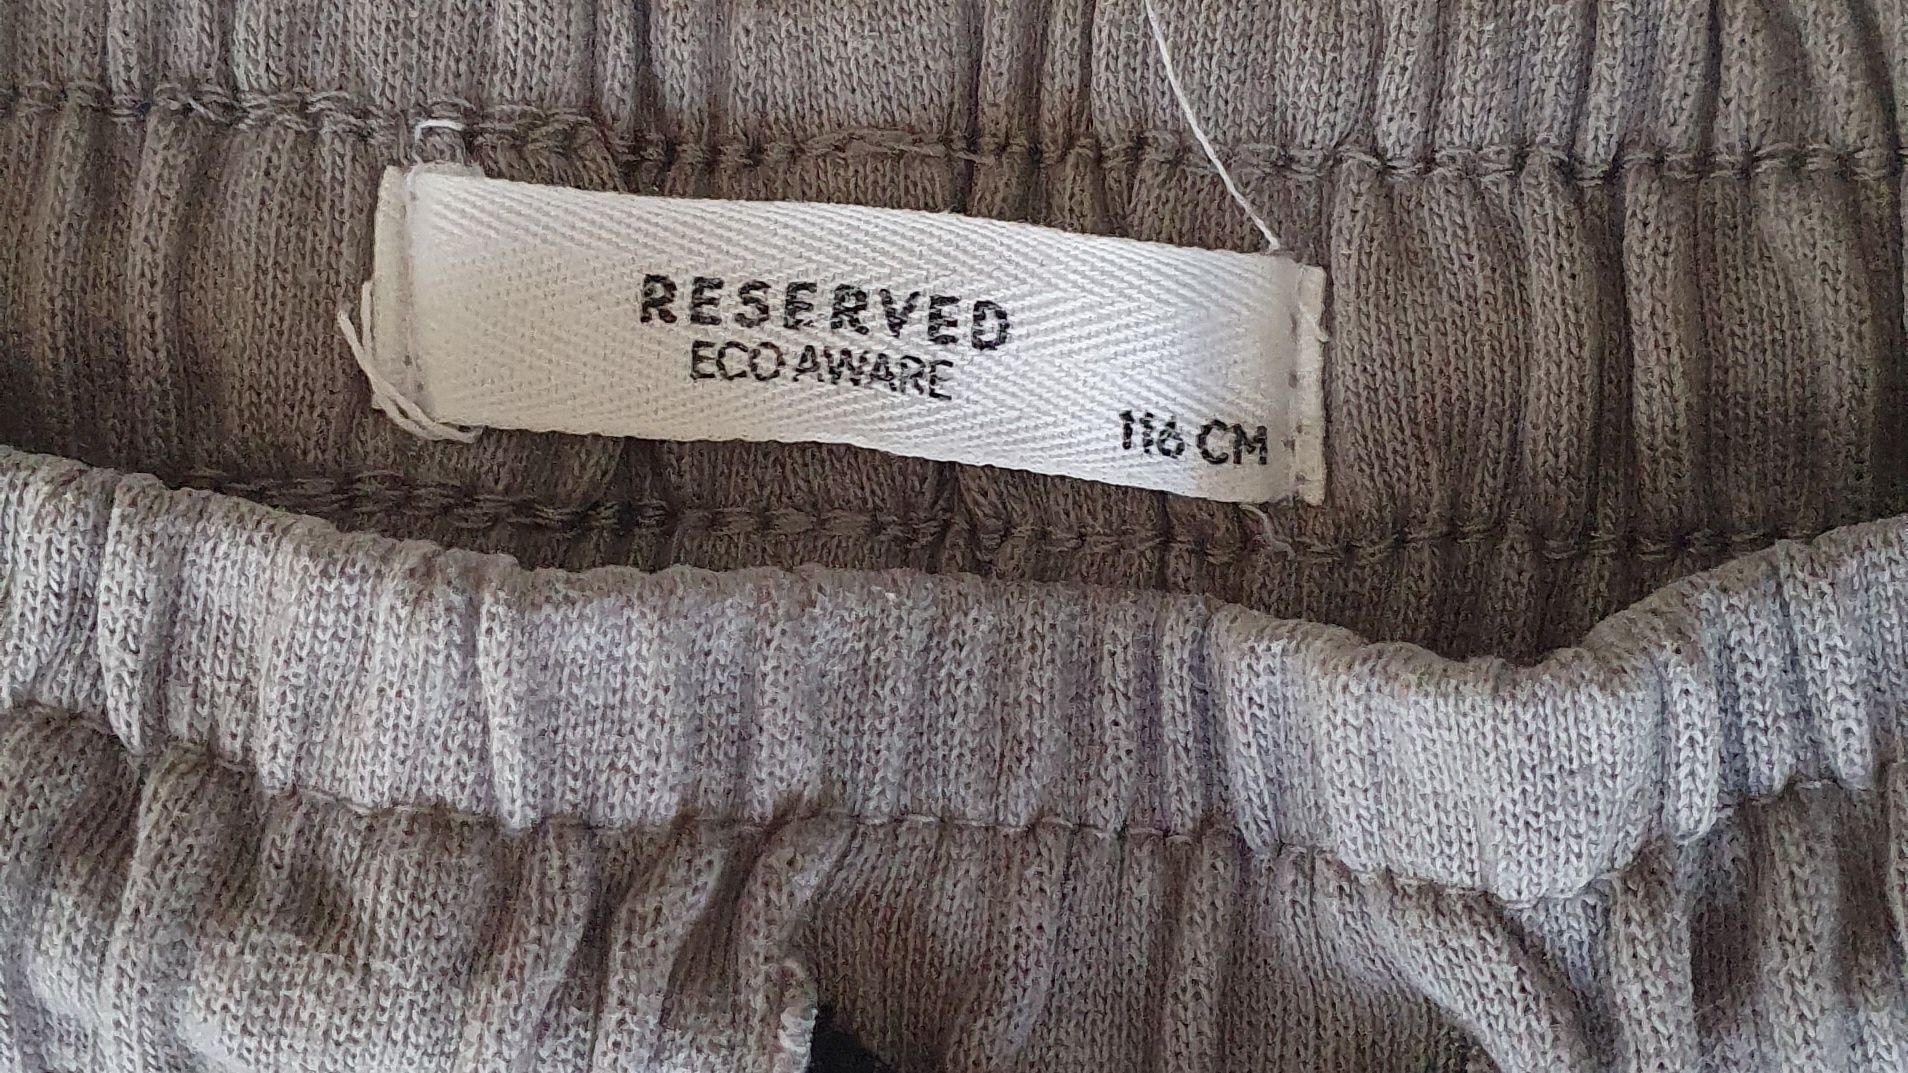 RESERVED
ECO AWARE
116 CM